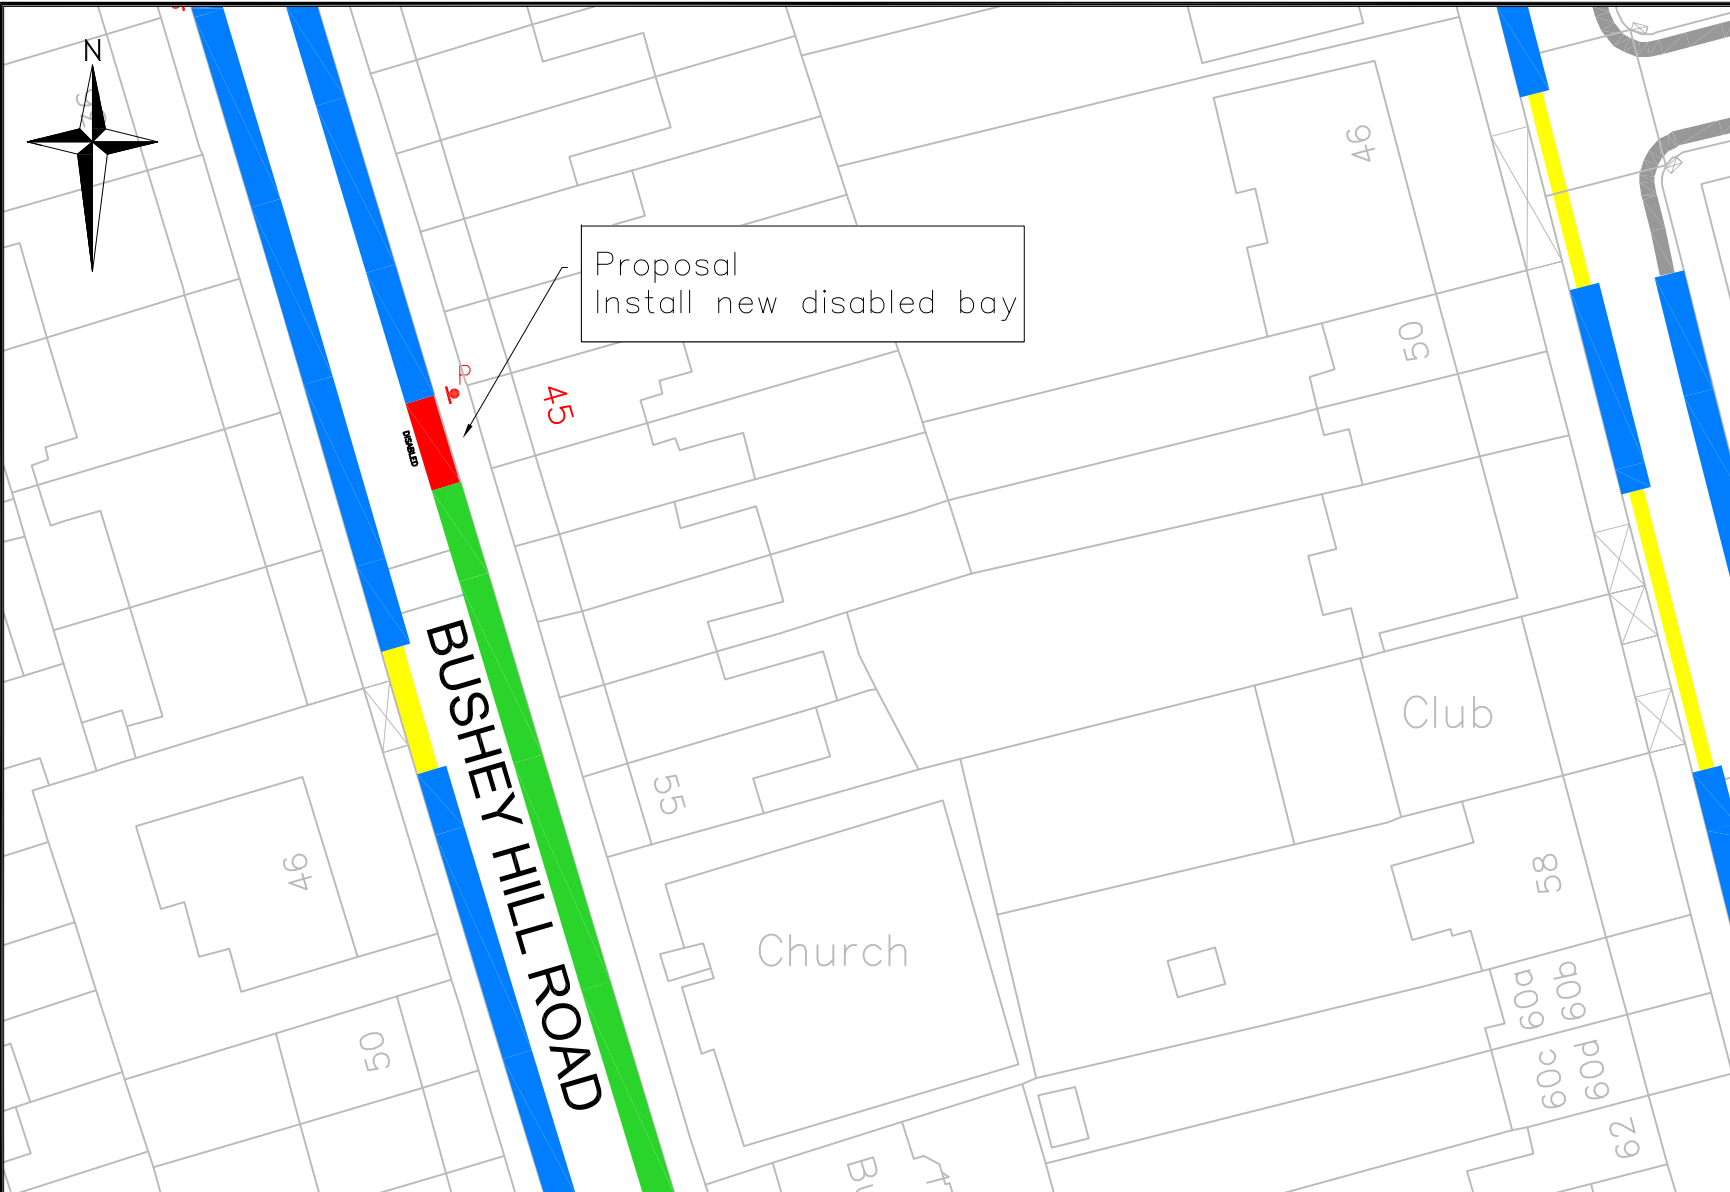 N
46
Proposal
Install new disabled bay
50
P
45
DISABLED
BUSHEY HILL ROAD
Club
55
46
58
Church
60a
60b
50
60c
60d
62